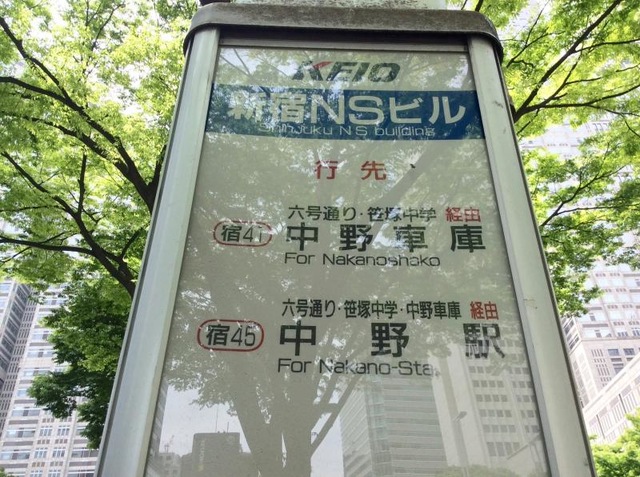 KEIO
新宿NSビル
Shinjuku NS building
行先
六号通り・笹塚中学 経由
宿41 中野車庫
For Nakanoshako
六号通り・笹塚中学・中野車庫 経由
宿45 中野駅
For Nakano-Sta.